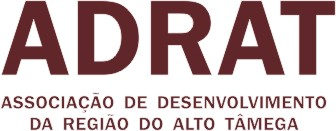 ADRAT
ASSOCIAÇÃO DE DESENVOLVIMENTO
DA REGIÃO DO ALTO TÂMEGA